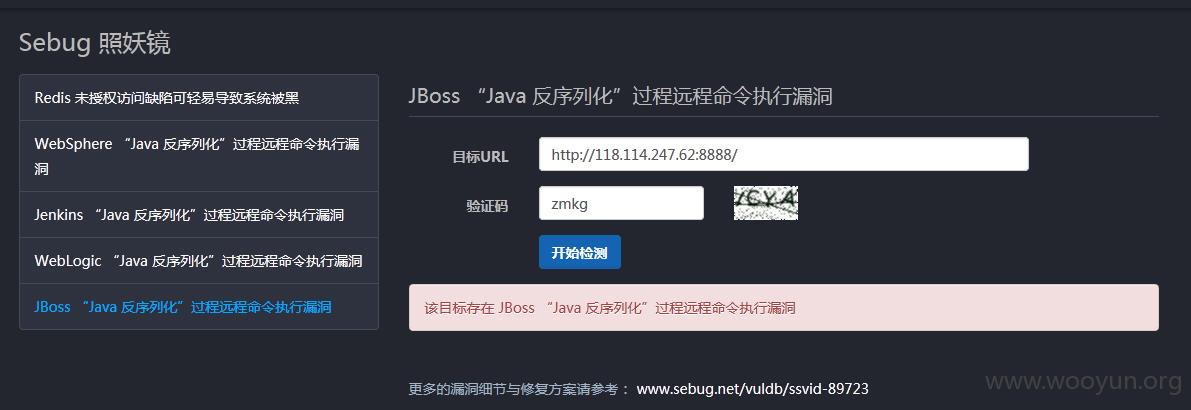 Sebug 照妖镜
Redis 未授权访问缺陷可轻易导致系统被黑
WebSphere “Java 反序列化”过程远程命令执行漏
洞
Jenkins “Java 反序列化”过程远程命令执行漏洞
WebLogic “Java 反序列化”过程远程命令执行漏洞
JBoss “Java 反序列化”过程远程命令执行漏洞
JBoss “Java 反序列化”过程远程命令执行漏洞
目标URL http://118.114.247.62:8888/
验证码 zmkg
开始检测
该目标存在 JBoss “Java 反序列化”过程远程命令执行漏洞
更多的漏洞细节与修复方案请参考： www.sebug.net/vuldb/ssvid-89723
www.wooyun.org